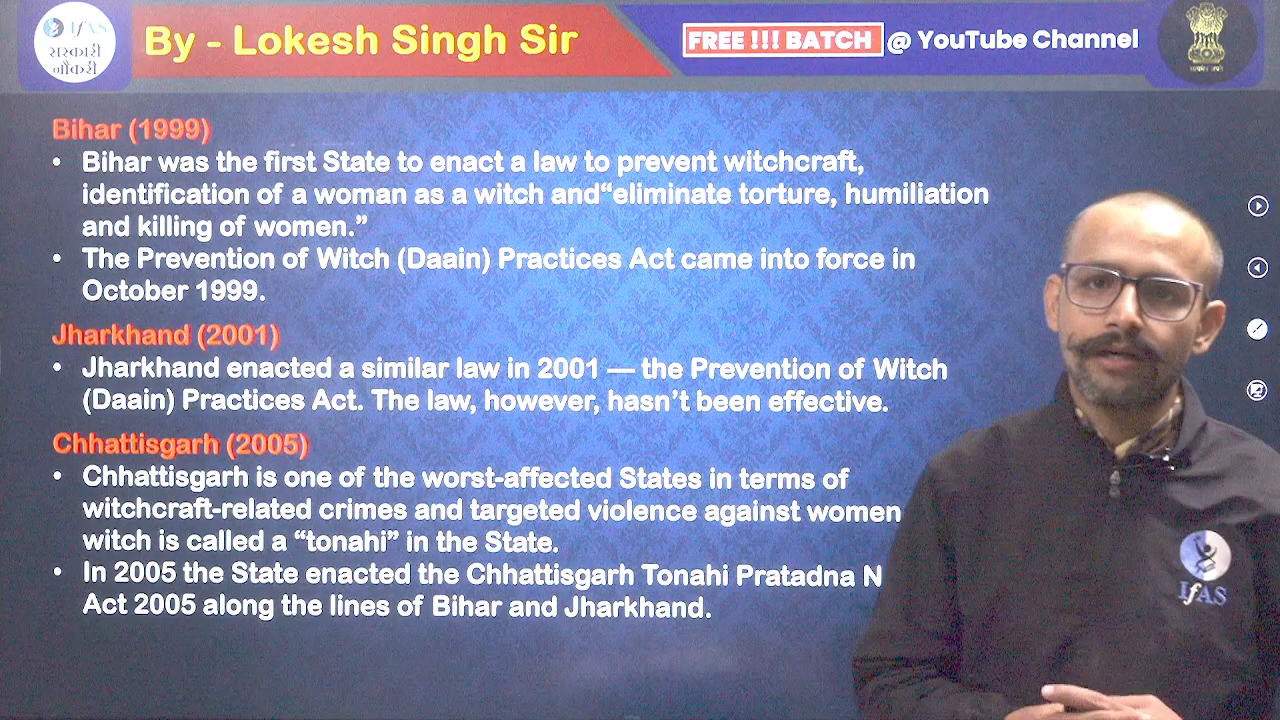 IfAS
સરકારી
નૌકરી
By - Lokesh Singh Sir
FREE !!! BATCH @ YouTube Channel
Bihar (1999)
• Bihar was the first State to enact a law to prevent witchcraft,
identification of a woman as a witch and“eliminate torture, humiliation
and killing of women.”
• The Prevention of Witch (Daain) Practices Act came into force in
October 1999.
Jharkhand (2001)
• Jharkhand enacted a similar law in 2001 — the Prevention of Witch
(Daain) Practices Act. The law, however, hasn’t been effective.
Chhattisgarh (2005)
• Chhattisgarh is one of the worst-affected States in terms of
witchcraft-related crimes and targeted violence against women
witch is called a “tonahi” in the State.
• In 2005 the State enacted the Chhattisgarh Tonahi Pratadna N
Act 2005 along the lines of Bihar and Jharkhand.
IfAS